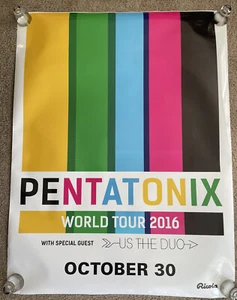 PENTATONIX
WORLD TOUR 2016
WITH SPECIAL GUEST US THE DUO
OCTOBER 30